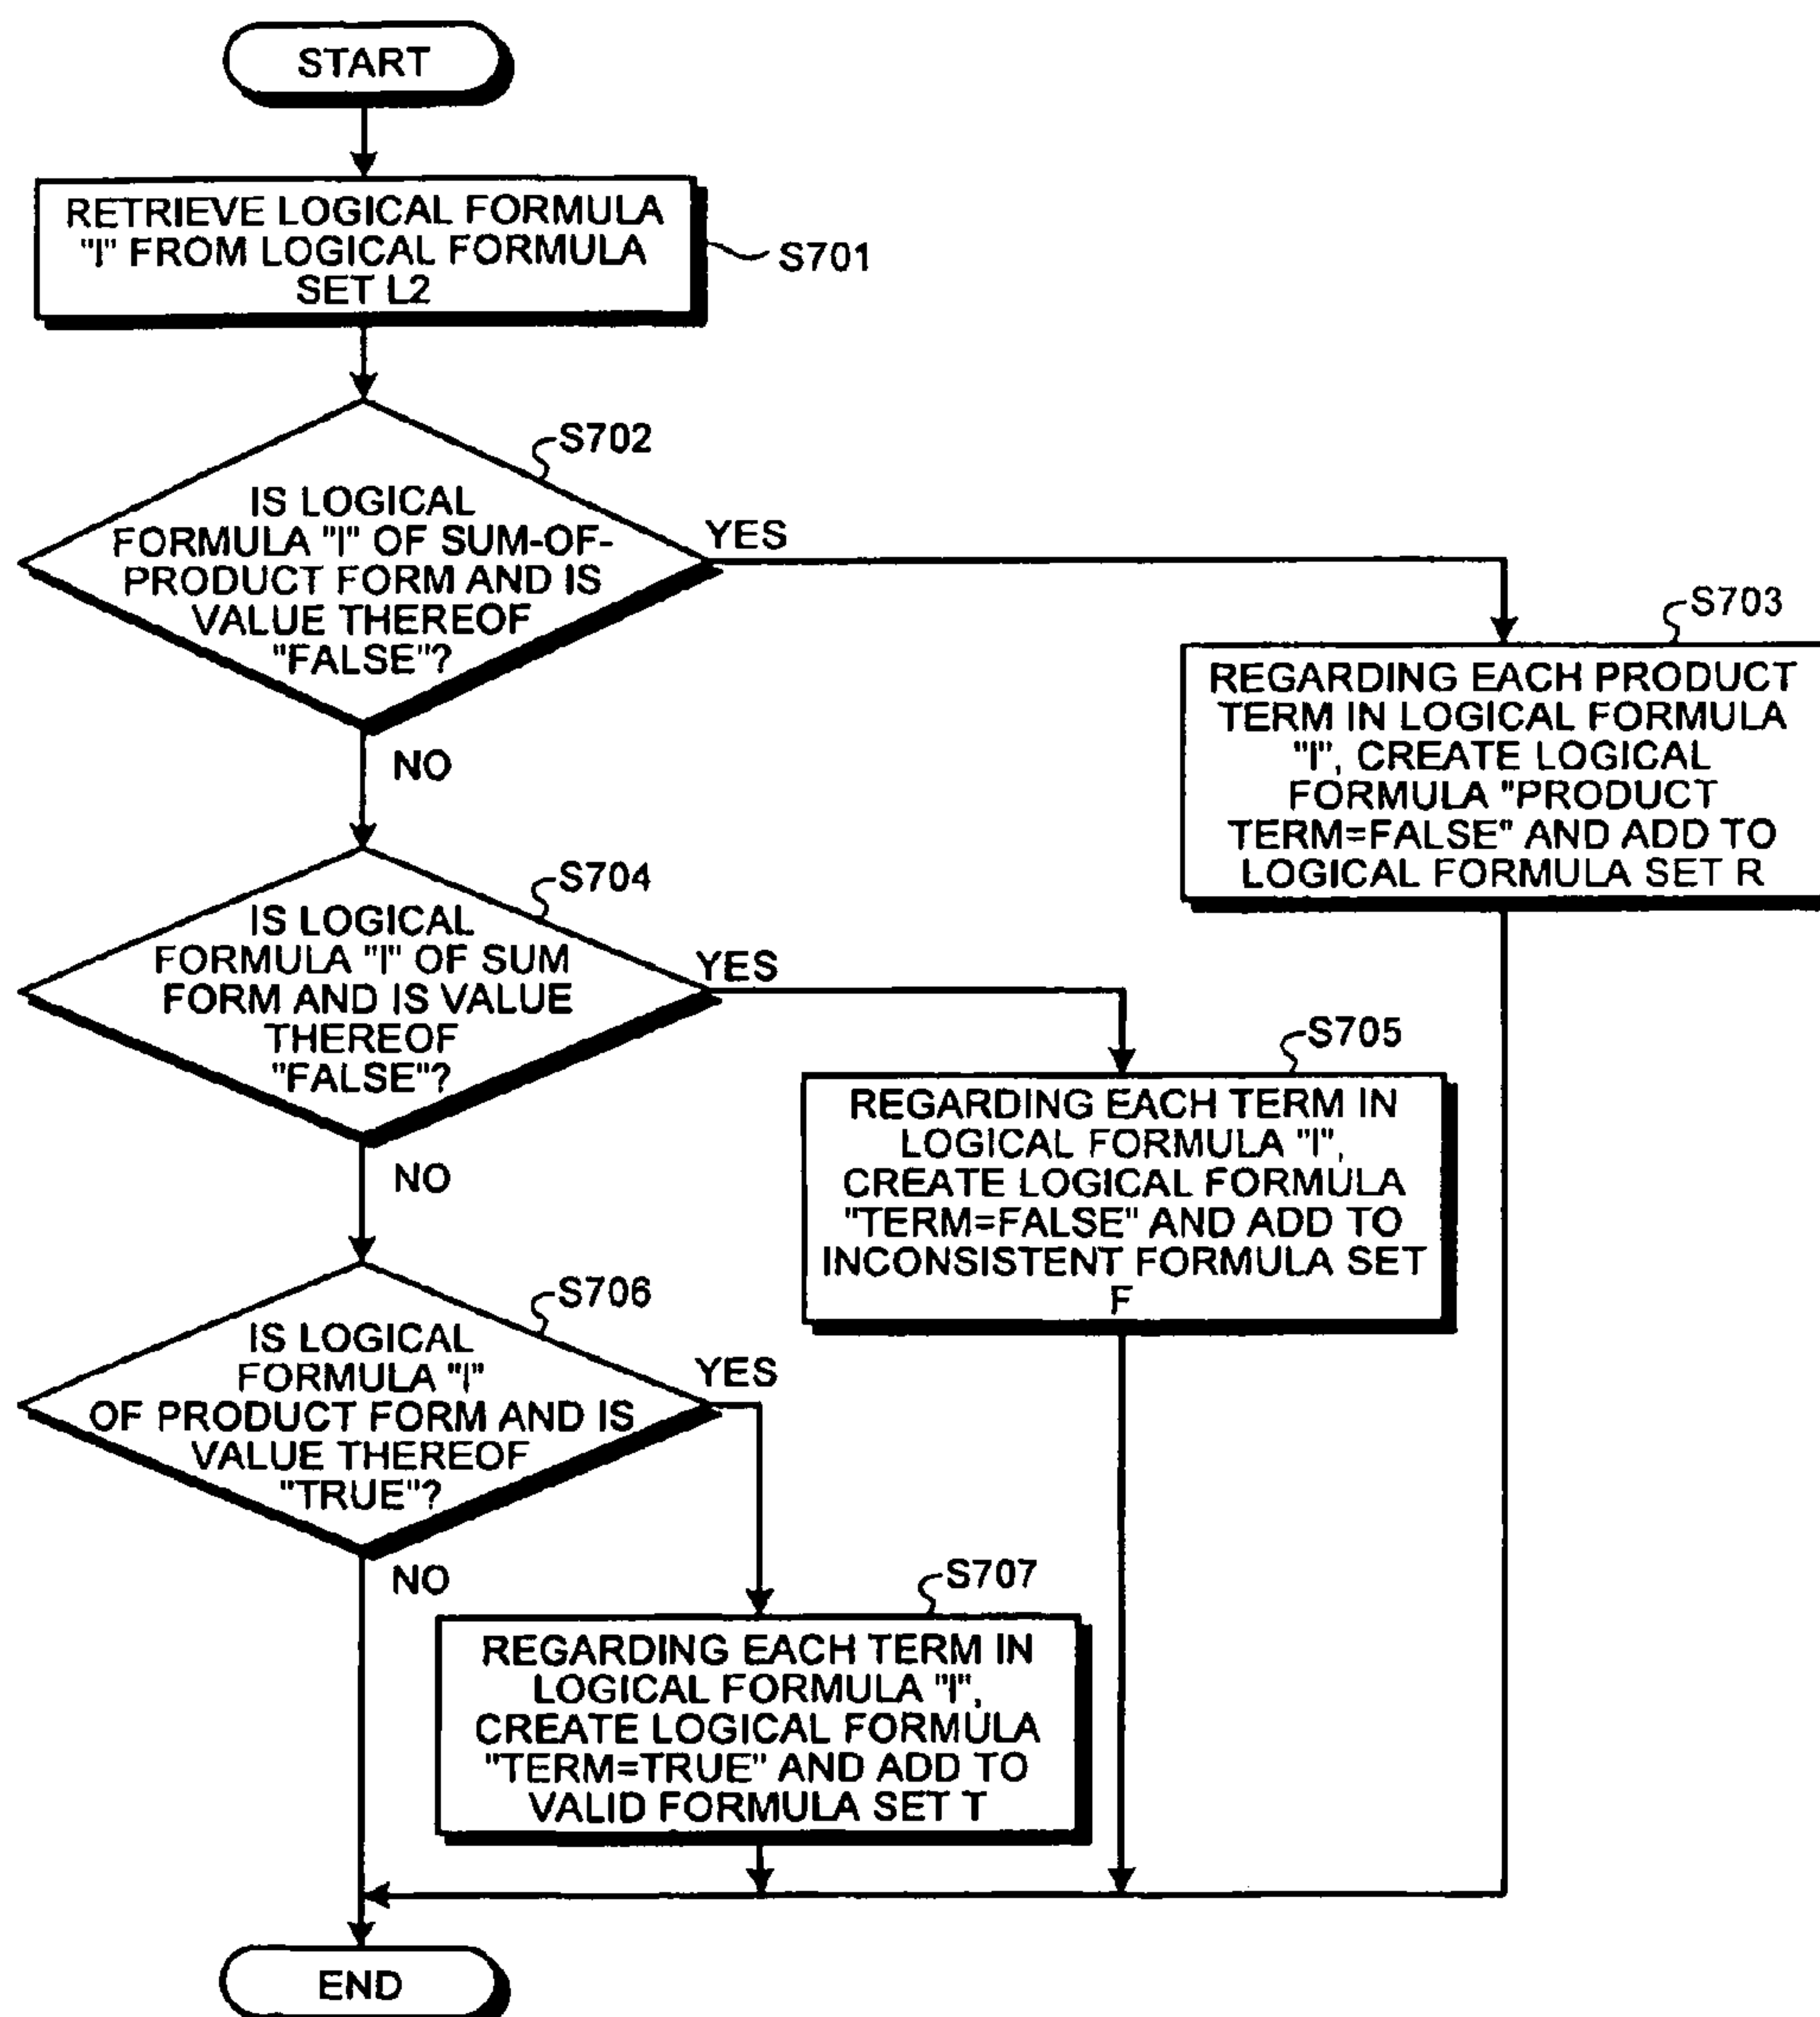 START
RETRIEVE LOGICAL FORMULA
"I" FROM LOGICAL FORMULA
SET L2
S701
S702
IS LOGICAL
FORMULA "I" OF SUM-OF-
PRODUCT FORM AND IS
VALUE THEREOF
"FALSE"?
YES
NO
S703
REGARDING EACH PRODUCT
TERM IN LOGICAL FORMULA
"I", CREATE LOGICAL
FORMULA "PRODUCT
TERM=FALSE" AND ADD TO
LOGICAL FORMULA SET R
S704
IS LOGICAL
FORMULA "I" OF SUM
FORM AND IS VALUE
THEREOF
"FALSE"?
YES
NO
S705
REGARDING EACH TERM IN
LOGICAL FORMULA "I",
CREATE LOGICAL FORMULA
"TERM=FALSE" AND ADD TO
INCONSISTENT FORMULA SET
F
S706
IS LOGICAL
FORMULA "I"
OF PRODUCT FORM AND IS
VALUE THEREOF
"TRUE"?
YES
NO
S707
REGARDING EACH TERM IN
LOGICAL FORMULA "I",
CREATE LOGICAL FORMULA
"TERM=TRUE" AND ADD TO
VALID FORMULA SET T
END